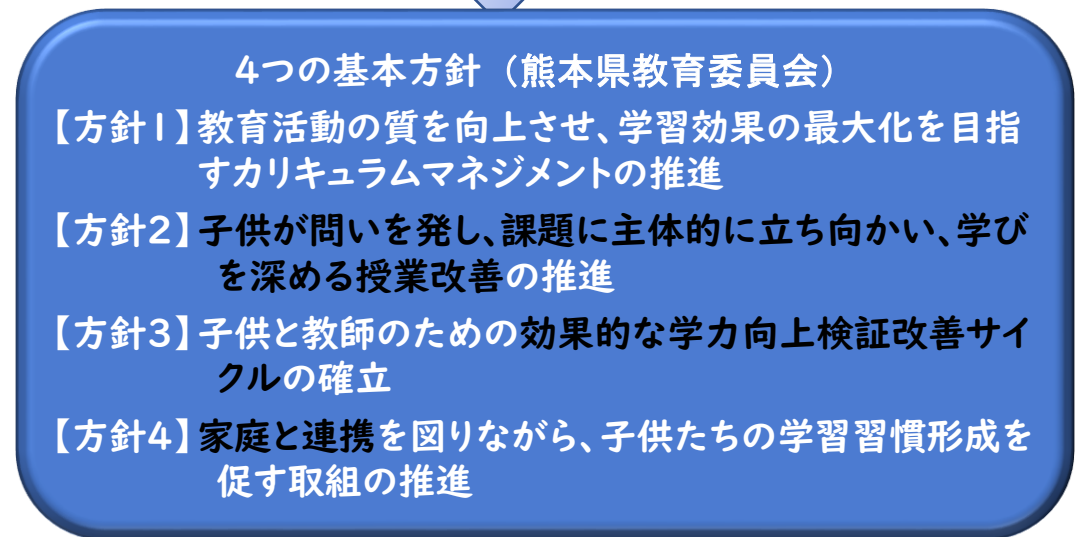 4つの基本方針（熊本県教育委員会）
【方針1】教育活動の質を向上させ、学習効果の最大化を目指
すカリキュラムマネジメントの推進
【方針2】子供が問いを発し、課題に主体的に立ち向かい、学び
を深める授業改善の推進
【方針3】子供と教師のための効果的な学力向上検証改善サイ
クルの確立
【方針4】家庭と連携を図りながら、子供たちの学習習慣形成を
促す取組の推進